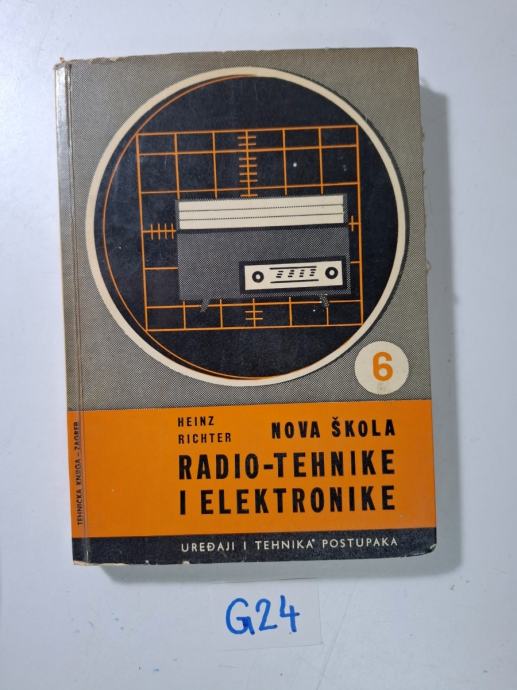 6
HEINZ
RICHTER
NOVA ŠKOLA
RADIO-TEHNIKE
I ELEKTRONIKE
UREĐAJI I TEHNIKA POSTUPAKA
TEHNIČKA KNJIGA – ZAGREB
G24